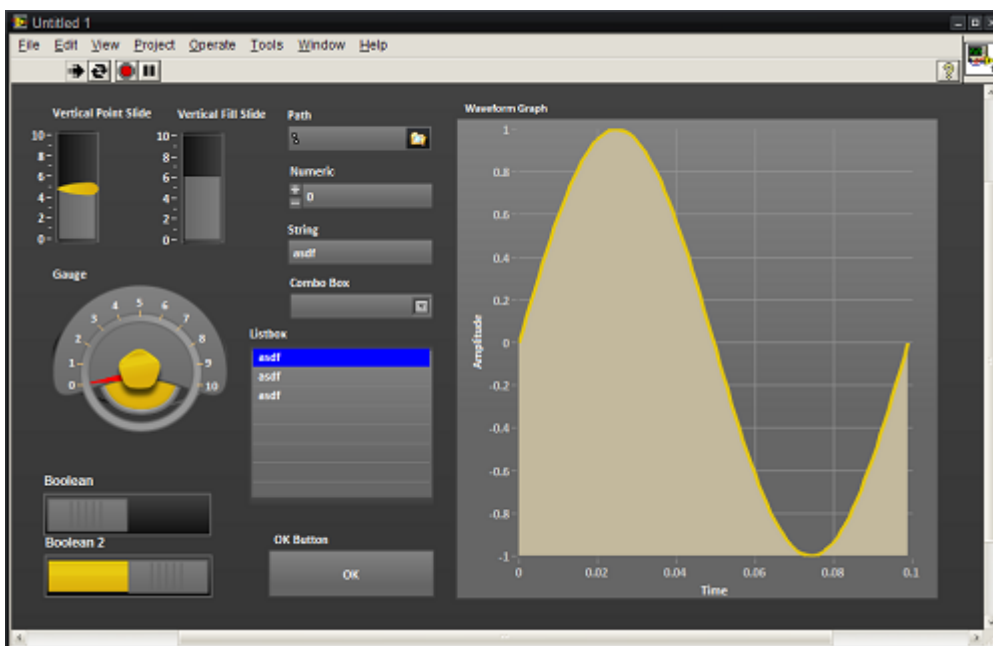 Untitled 1
File Edit View Project Operate Tools Window Help
Vertical Point Slide
10
8
6
4
2
0
Vertical Fill Slide
10
8
6
4
2
0
Path
Numeric
0
String
asdf
Combo Box
Gauge
0
1
2
3
4
5
6
7
8
9
10
Listbox
asdf
asdf
asdf
Boolean
Boolean 2
OK Button
OK
Waveform Graph
Amplitude
1
0.8
0.6
0.4
0.2
0
-0.2
-0.4
-0.6
-0.8
-1
0 0.02 0.04 0.06 0.08 0.1
Time